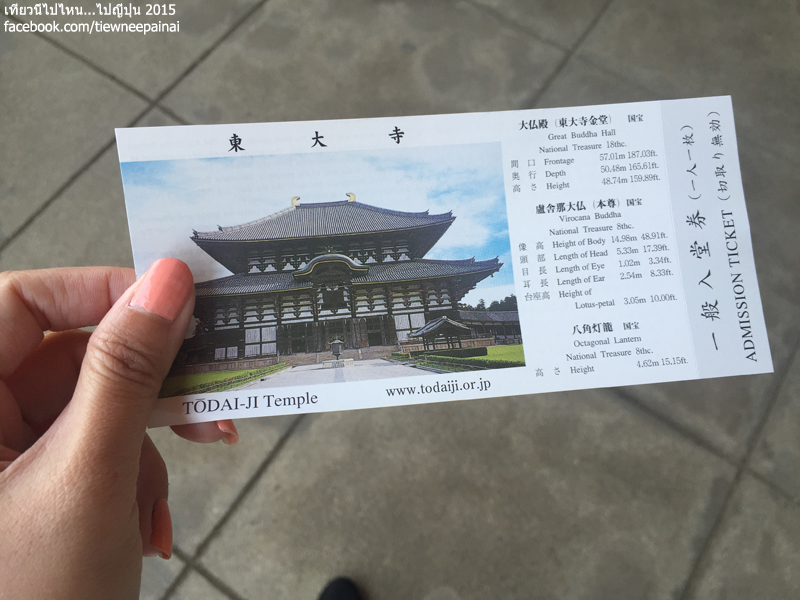 เที่ยวนี้ไปไหน...ไปญี่ปุ่น 2015
facebook.com/tiewneepainai
東大寺
TŌDAI-JI Temple
www.todaiji.or.jp
大仏殿（東大寺金堂） 国宝
Great Buddha Hall
National Treasure 18thc.
間口 Frontage 57.01m 187.03ft.
奥行 Depth 50.48m 165.61ft.
高さ Height 48.74m 159.89ft.
盧舎那大仏（本尊） 国宝
Virocana Buddha
National Treasure 8thc.
像高 Height of Body 14.98m 48.91ft.
頭部 Length of Head 5.33m 17.39ft.
目長 Length of Eye 1.02m 3.34ft.
耳長 Length of Ear 2.54m 8.33ft.
台座高 Height of
Lotus-petal 3.05m 10.00ft.
八角灯籠 国宝
Octagonal Lantern
National Treasure 8thc.
高さ Height 4.62m 15.15ft.
一般入堂券（一人一枚）
ADMISSION TICKET（切取り無効）